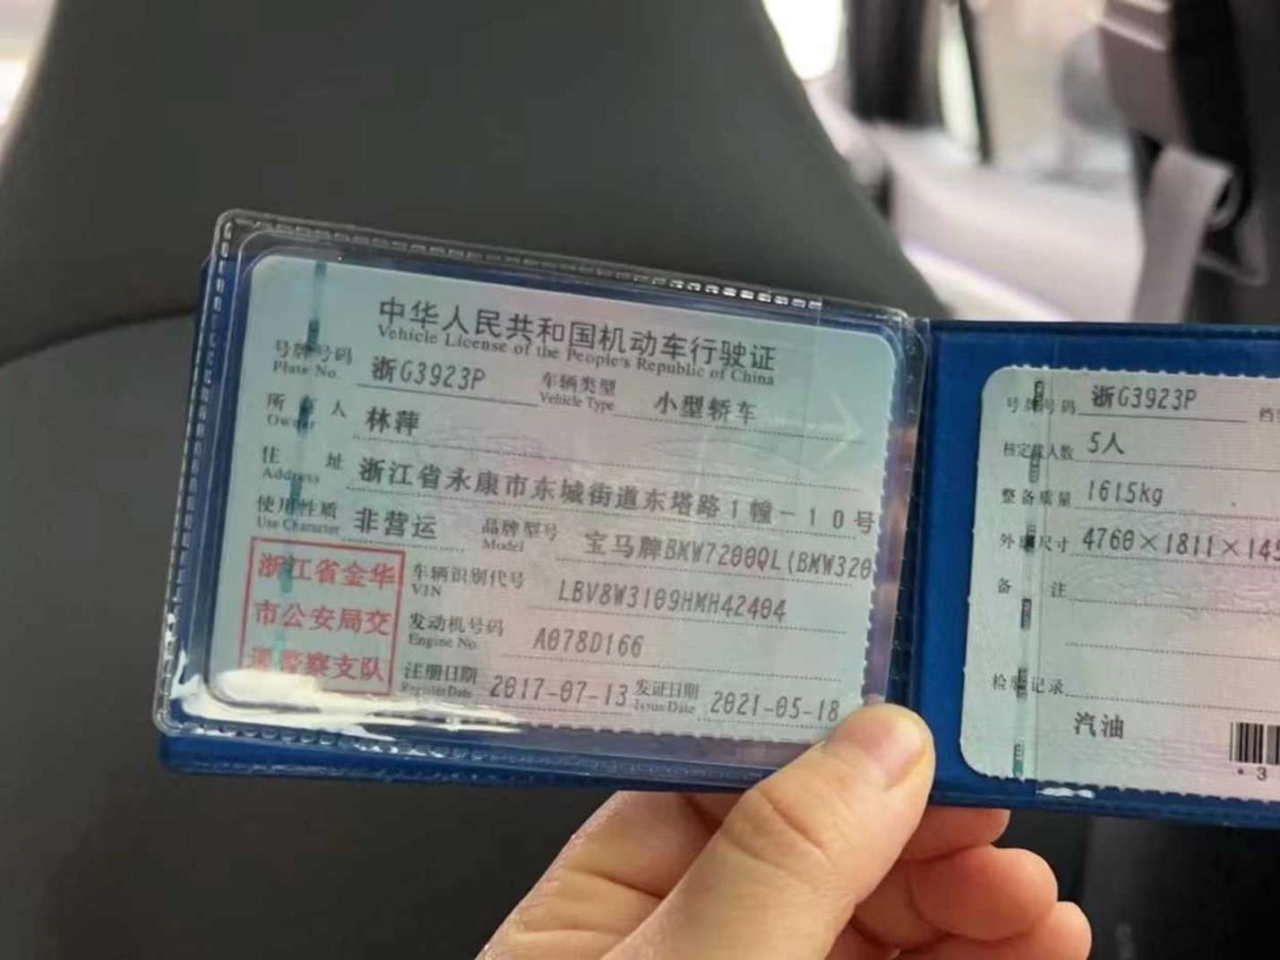 中华人民共和国机动车行驶证
Vehicle License of the People's Republic of China
号牌号码 浙G3923P 车辆类型 小型轿车
Plate No. Vehicle Type
所有人 林萍
Owner
住址 浙江省永康市东城街道东塔路1幢-10号
Address
使用性质 非营运 品牌型号 宝马牌BMW7200QL(BMW320
Use Character Model
浙江省金华
市公安局交
通警察支队
车辆识别代号 LBV8W3109HMH42404
VIN
发动机号码 A078D166
Engine No.
注册日期 2017-07-13 发证日期 2021-05-18
Register Date Issue Date
号牌号码 浙G3923P
核定载人数 5人
整备质量 1615kg
外廓尺寸 4760×1811×14
备注
检验记录
汽油
*3